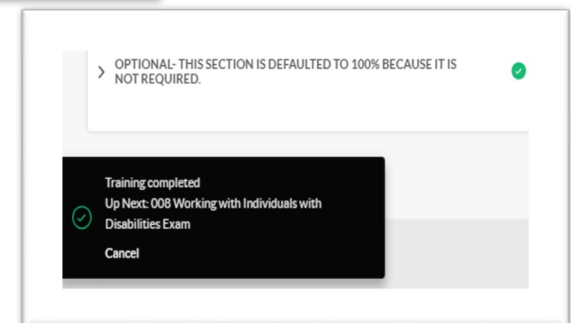 OPTIONAL- THIS SECTION IS DEFAULTED TO 100% BECAUSE IT IS
NOT REQUIRED.
Training completed
Up Next: 008 Working with Individuals with
Disabilities Exam
Cancel